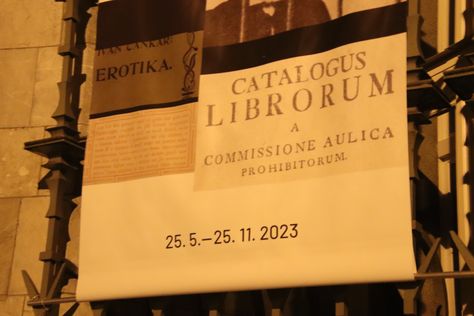 IVAN CANKAR:
EROTIKA.
CATALOGUS
LIBRORUM
A
COMMISSIONE AULICA
PROHIBITORUM.
25. 5.—25. 11. 2023